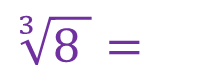 ∛8 =